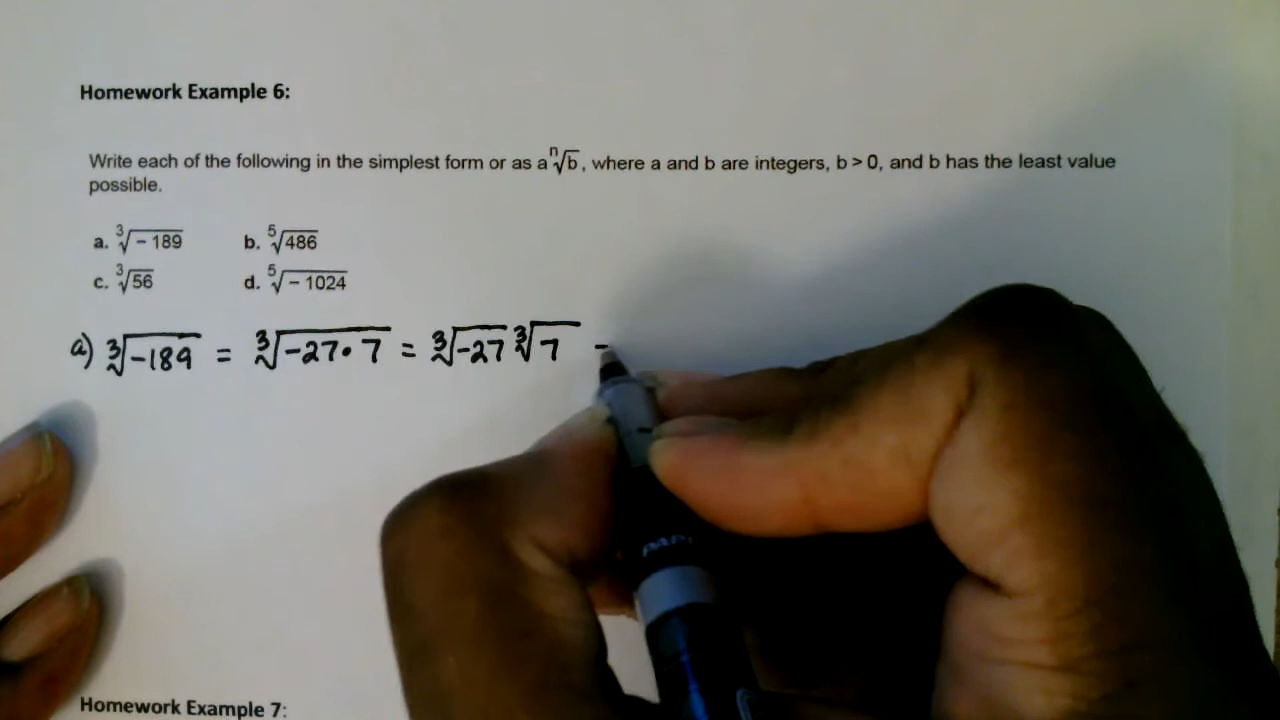 Homework Example 6:
Write each of the following in the simplest form or as a ⁿ√b, where a and b are integers, b > 0, and b has the least value
possible.
a. ³√-189 b. ⁵√486
c. ³√56 d. ⁵√-1024
a) ³√-189 = ³√-27·7 = ³√-27 ³√7 -
Homework Example 7: